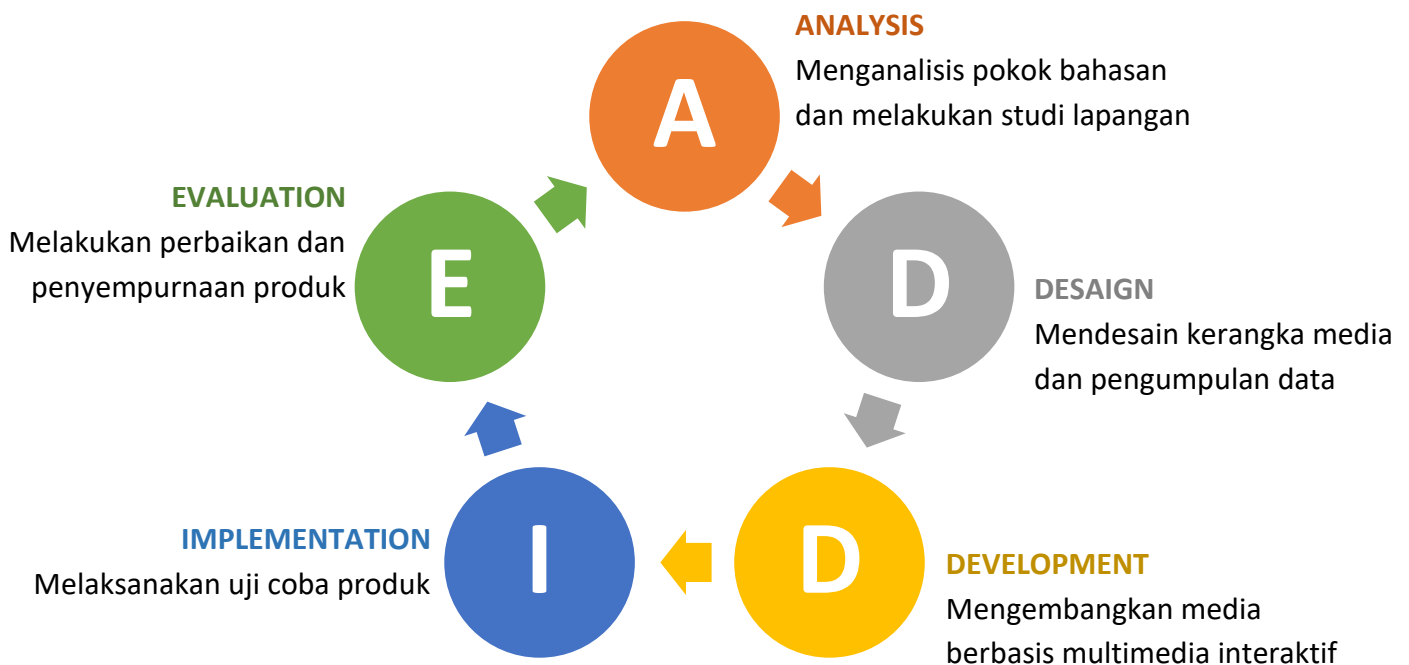 A
ANALYSIS
Menganalisis pokok bahasan
dan melakukan studi lapangan
D
DESAIGN
Mendesain kerangka media
dan pengumpulan data
D
DEVELOPMENT
Mengembangkan media
berbasis multimedia interaktif
I
IMPLEMENTATION
Melaksanakan uji coba produk
E
EVALUATION
Melakukan perbaikan dan
penyempurnaan produk